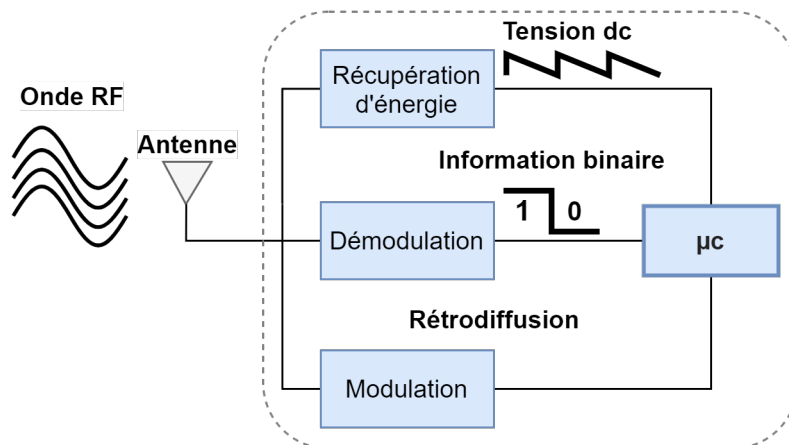 Tension dc
Récupération
d'énergie
Onde RF
Antenne
Information binaire
1 0
Démodulation
µc
Rétrodiffusion
Modulation